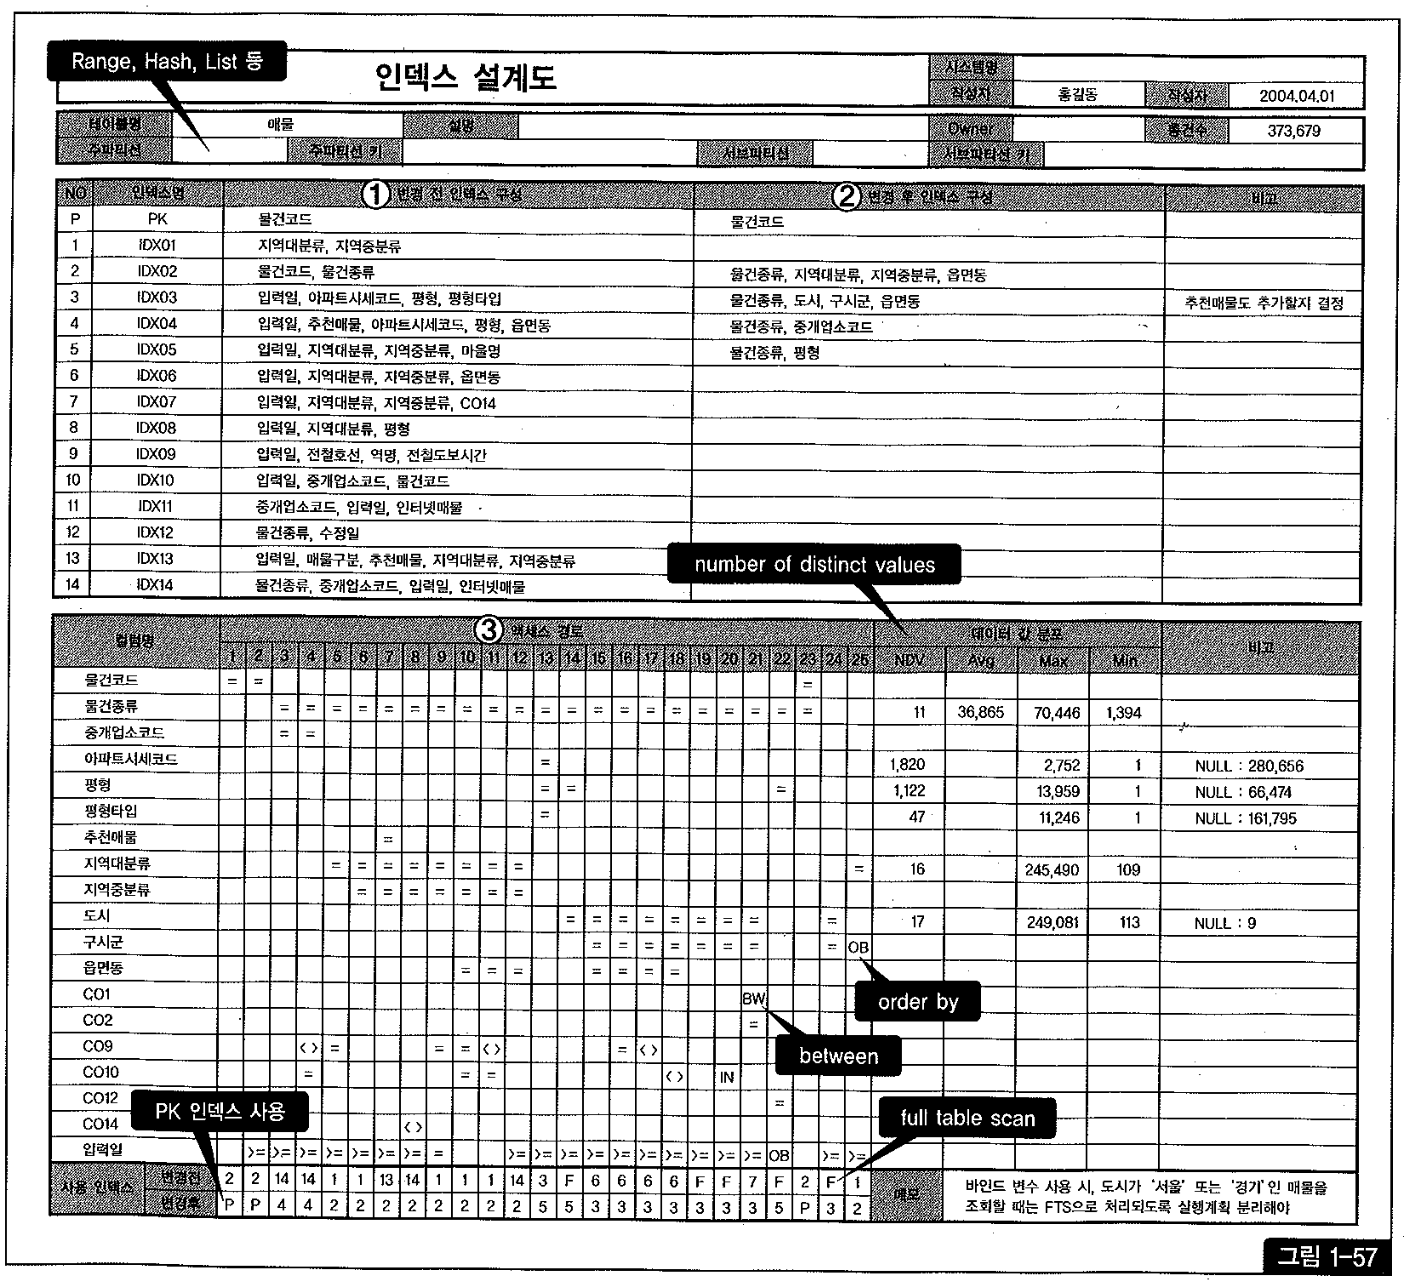 Range, Hash, List 등
인덱스 설계도
시스템명
작성자 홍길동 작성자 2004.04.01
테이블명 매물 설명 Owner 총건수 373,679
주파티션 주파티션 키 서브파티션 서브파티션 키
NO 인덱스명 ① 변경 전 인덱스 구성 ② 변경 후 인덱스 구성 비고
P PK 물건코드 물건코드
1 IDX01 지역대분류, 지역중분류
2 IDX02 물건코드, 물건종류 물건종류, 지역대분류, 지역중분류, 읍면동
3 IDX03 입력일, 아파트시세코드, 평형, 평형타입 물건종류, 도시, 구시군, 읍면동 추천매물도 추가할지 결정
4 IDX04 입력일, 추천매물, 아파트시세코드, 평형, 읍면동 물건종류, 중개업소코드
5 IDX05 입력일, 지역대분류, 지역중분류, 마을명 물건종류, 평형
6 IDX06 입력일, 지역대분류, 지역중분류, 읍면동
7 IDX07 입력일, 지역대분류, 지역중분류, CO14
8 IDX08 입력일, 지역대분류, 평형
9 IDX09 입력일, 전철호선, 역명, 전철도보시간
10 IDX10 입력일, 중개업소코드, 물건코드
11 IDX11 중개업소코드, 입력일, 인터넷매물
12 IDX12 물건종류, 수정일
13 IDX13 입력일, 매물구분, 추천매물, 지역대분류, 지역중분류
14 IDX14 물건종류, 중개업소코드, 입력일, 인터넷매물
number of distinct values
컬럼명 ③ 액세스 경로 데이터 값 분포 비고
1 2 3 4 5 6 7 8 9 10 11 12 13 14 15 16 17 18 19 20 21 22 23 24 25 NDV Avg Max Min
물건코드 = = =
물건종류 = = = = = = = = = = = = = = = = = = = = = 11 36,865 70,446 1,394
중개업소코드 = =
아파트시세코드 = 1,820 2,752 1 NULL : 280,656
평형 = = = 1,122 13,959 1 NULL : 66,474
평형타입 = 47 11,246 1 NULL : 161,795
추천매물 =
지역대분류 = = = = = = = = = 16 245,490 109
지역중분류 = = = = = = =
도시 = = = = = = = = = 17 249,081 113 NULL : 9
구시군 = = = = = = = = OB
읍면동 = = = = = = =
CO1 BW
order by
CO2 =
CO9 <> = = = <> = <>
between
CO10 = = = <> IN
CO12 =
PK 인덱스 사용
full table scan
CO14 <>
입력일 >= >= >= >= >= >= >= = >= >= >= >= >= >= >= >= >= >= OB >= >=
사용 인덱스 변경전 2 2 14 14 1 1 13 14 1 1 1 14 3 F 6 6 6 6 F F 7 F 2 F 1
변경후 P P 4 4 2 2 2 2 2 2 2 2 5 5 3 3 3 3 3 3 3 5 P 3 2
메모 바인드 변수 사용 시, 도시가 '서울' 또는 '경기'인 매물을
조회할 때는 FTS으로 처리되도록 실행계획 분리해야
그림 1-57